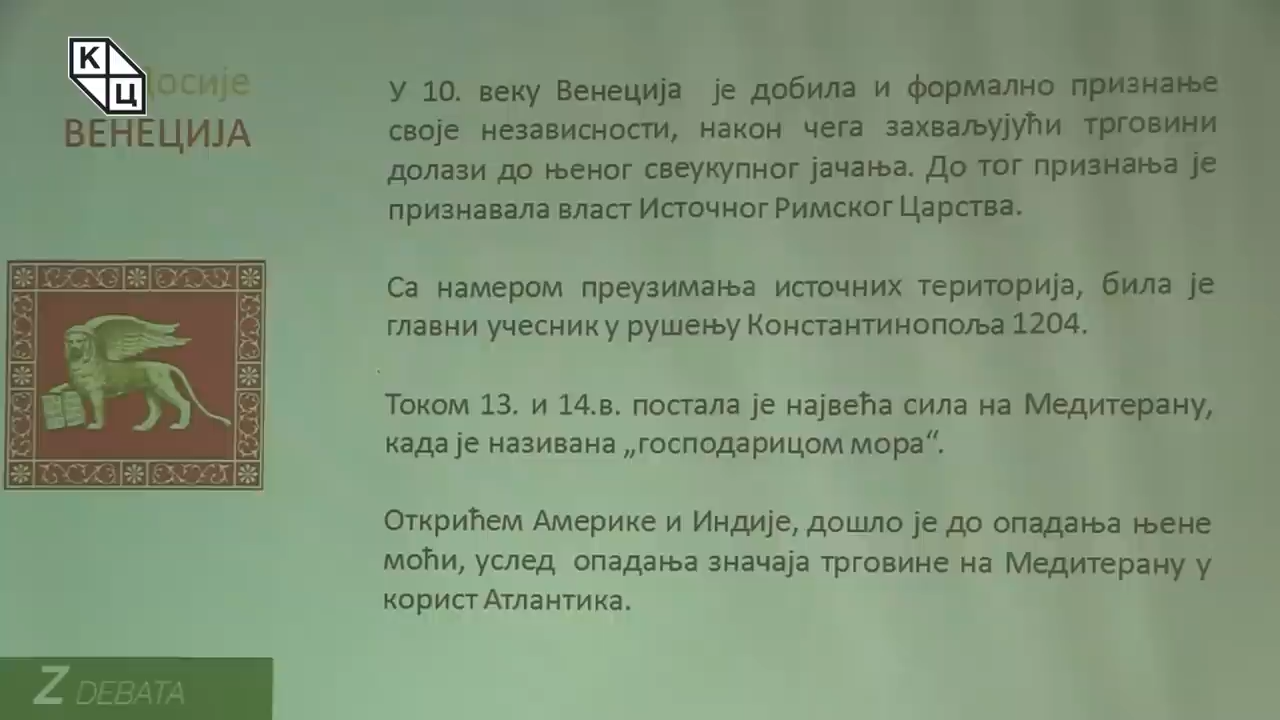 К
Ц
Досије
ВЕНЕЦИЈА
У 10. веку Венеција је добила и формално признање
своје независности, након чега захваљујући трговини
долази до њеног свеукупног јачања. До тог признања је
признавала власт Источног Римског Царства.
Са намером преузимања источних територија, била је
главни учесник у рушењу Константинопоља 1204.
Током 13. и 14.в. постала је највећа сила на Медитерану,
када је називана „господарицом мора“.
Открићем Америке и Индије, дошло је до опадања њене
моћи, услед опадања значаја трговине на Медитерану у
корист Атлантика.
Z DEBATA